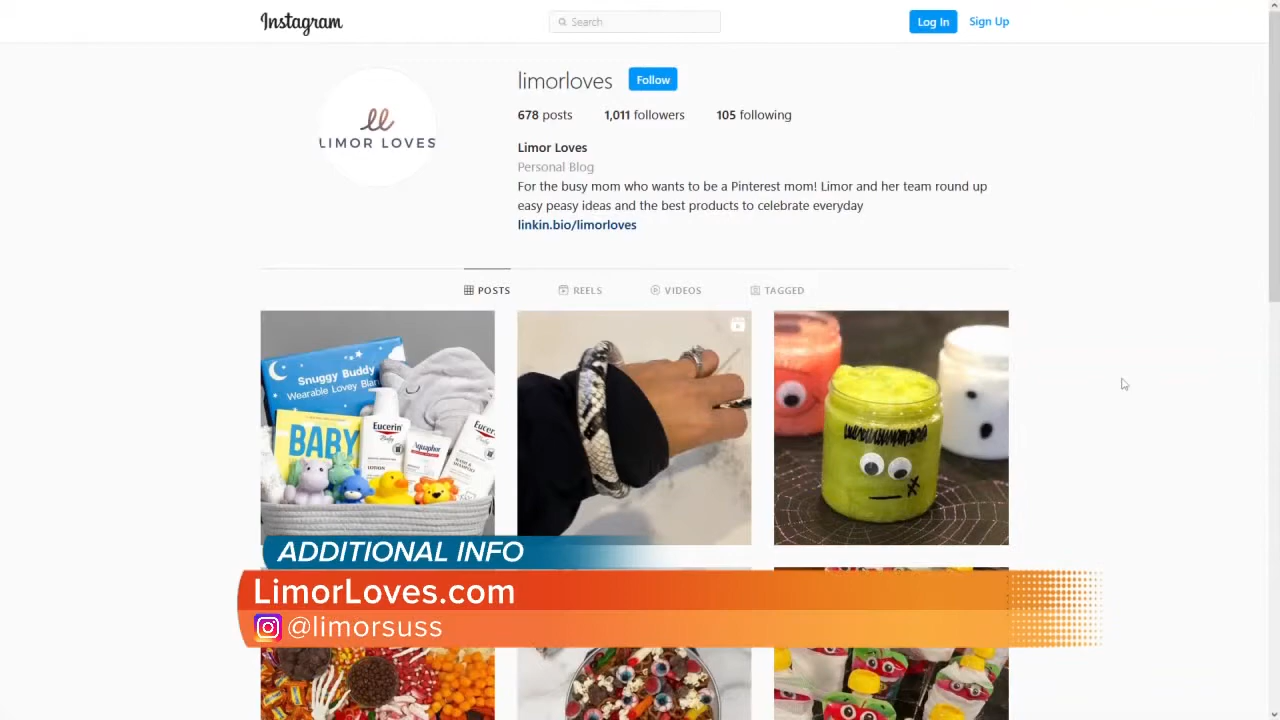 Instagram
Search
Log In
Sign Up
ll
LIMOR LOVES
limorloves
Follow
678 posts
1,011 followers
105 following
Limor Loves
Personal Blog
For the busy mom who wants to be a Pinterest mom! Limor and her team round up
easy peasy ideas and the best products to celebrate everyday
linkin.bio/limorloves
POSTS
REELS
VIDEOS
TAGGED
Snuggy Buddy
Wearable Lovey
BABY
Eucerin
Baby
LOTION
Aquaphor
ADDITIONAL INFO
LimorLoves.com
@limorsuss